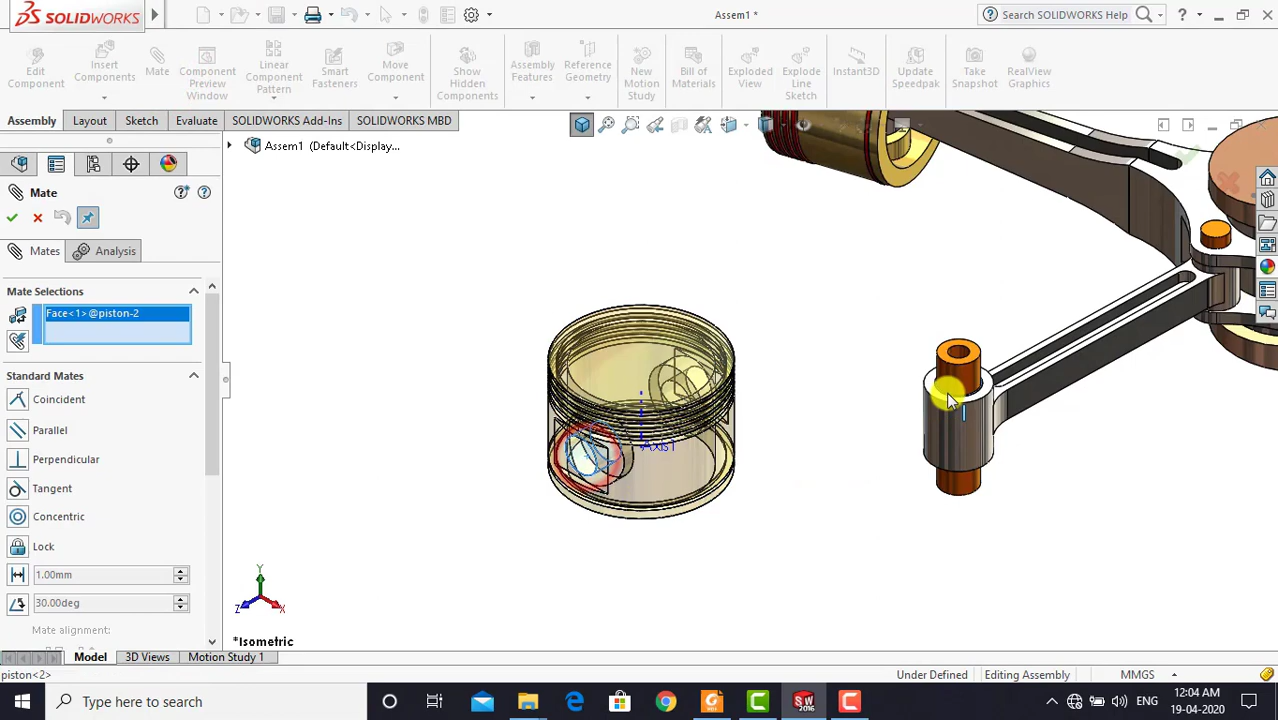 SOLIDWORKS
Assem1 *
Search SOLIDWORKS Help
Edit Component
Insert Components
Mate
Component Preview Window
Linear Component Pattern
Smart Fasteners
Move Component
Show Hidden Components
Assembly Features
Reference Geometry
New Motion Study
Bill of Materials
Exploded View
Explode Line Sketch
Instant3D
Update Speedpak
Take Snapshot
RealView Graphics
Assembly
Layout
Sketch
Evaluate
SOLIDWORKS Add-Ins
SOLIDWORKS MBD
Assem1 (Default<Display...
Mate
Mates
Analysis
Mate Selections
Face<1>@piston-2
Standard Mates
Coincident
Parallel
Perpendicular
Tangent
Concentric
Lock
1.00mm
30.00deg
Mate alignment:
Axis1
Y
Z
X
*Isometric
Model
3D Views
Motion Study 1
piston<2>
Under Defined
Editing Assembly
MMGS
Type here to search
SW
2016
ENG
12:04 AM
19-04-2020